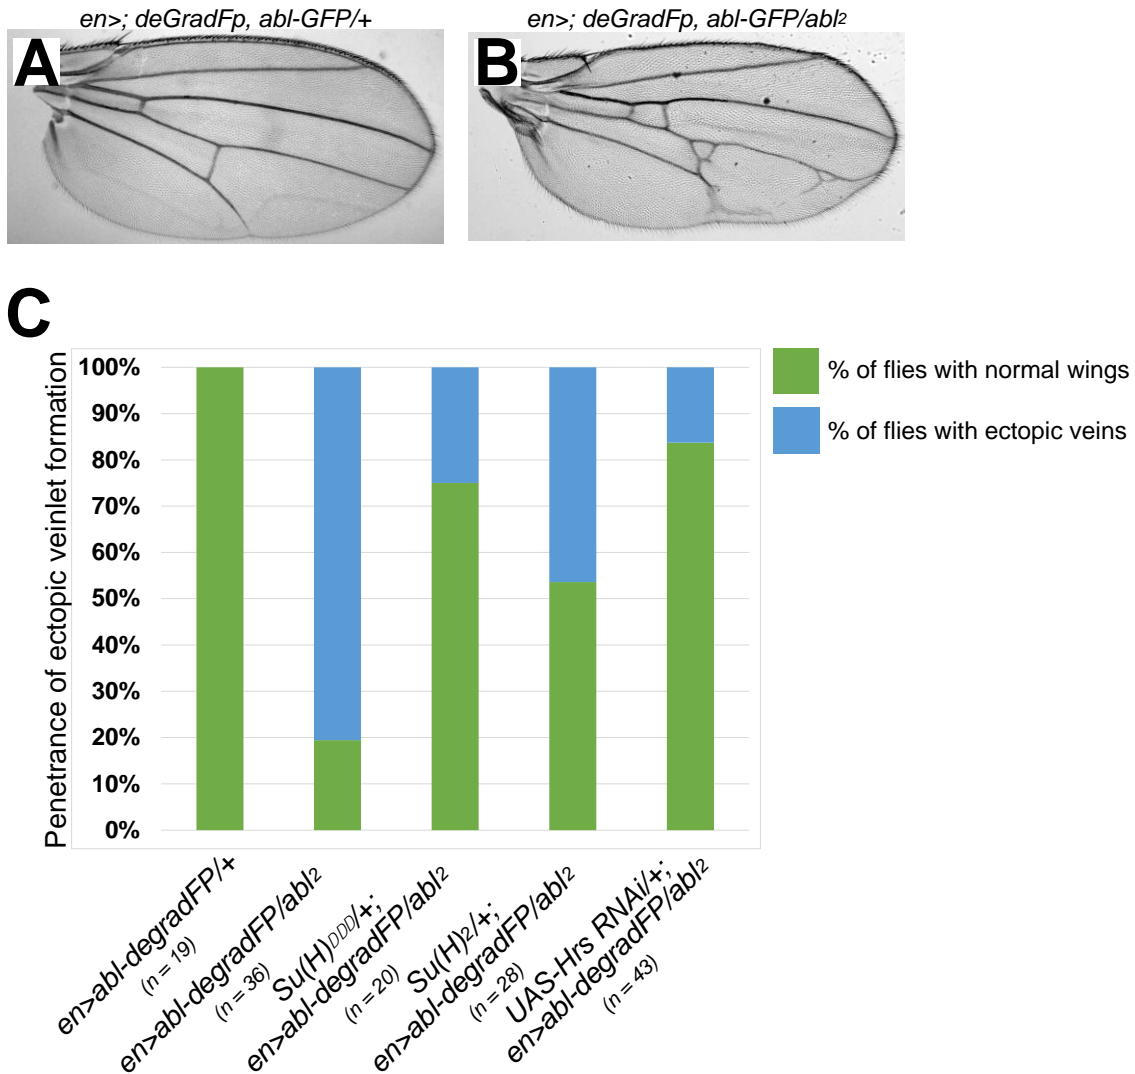 en>; deGradFp, abl-GFP/+
en>; deGradFp, abl-GFP/abl2
A
B
C
Penetrance of ectopic veinlet formation
100%
90%
80%
70%
60%
50%
40%
30%
20%
10%
0%
% of flies with normal wings
% of flies with ectopic veins
en>abl-degradFP/+
(n = 19)
en>abl-degradFP/abl2
(n = 36)
Su(H)DDD/+;
en>abl-degradFP/abl2
(n = 20)
Su(H)2/+;
en>abl-degradFP/abl2
(n = 28)
UAS-Hrs RNAi/+;
en>abl-degradFP/abl2
(n = 43)